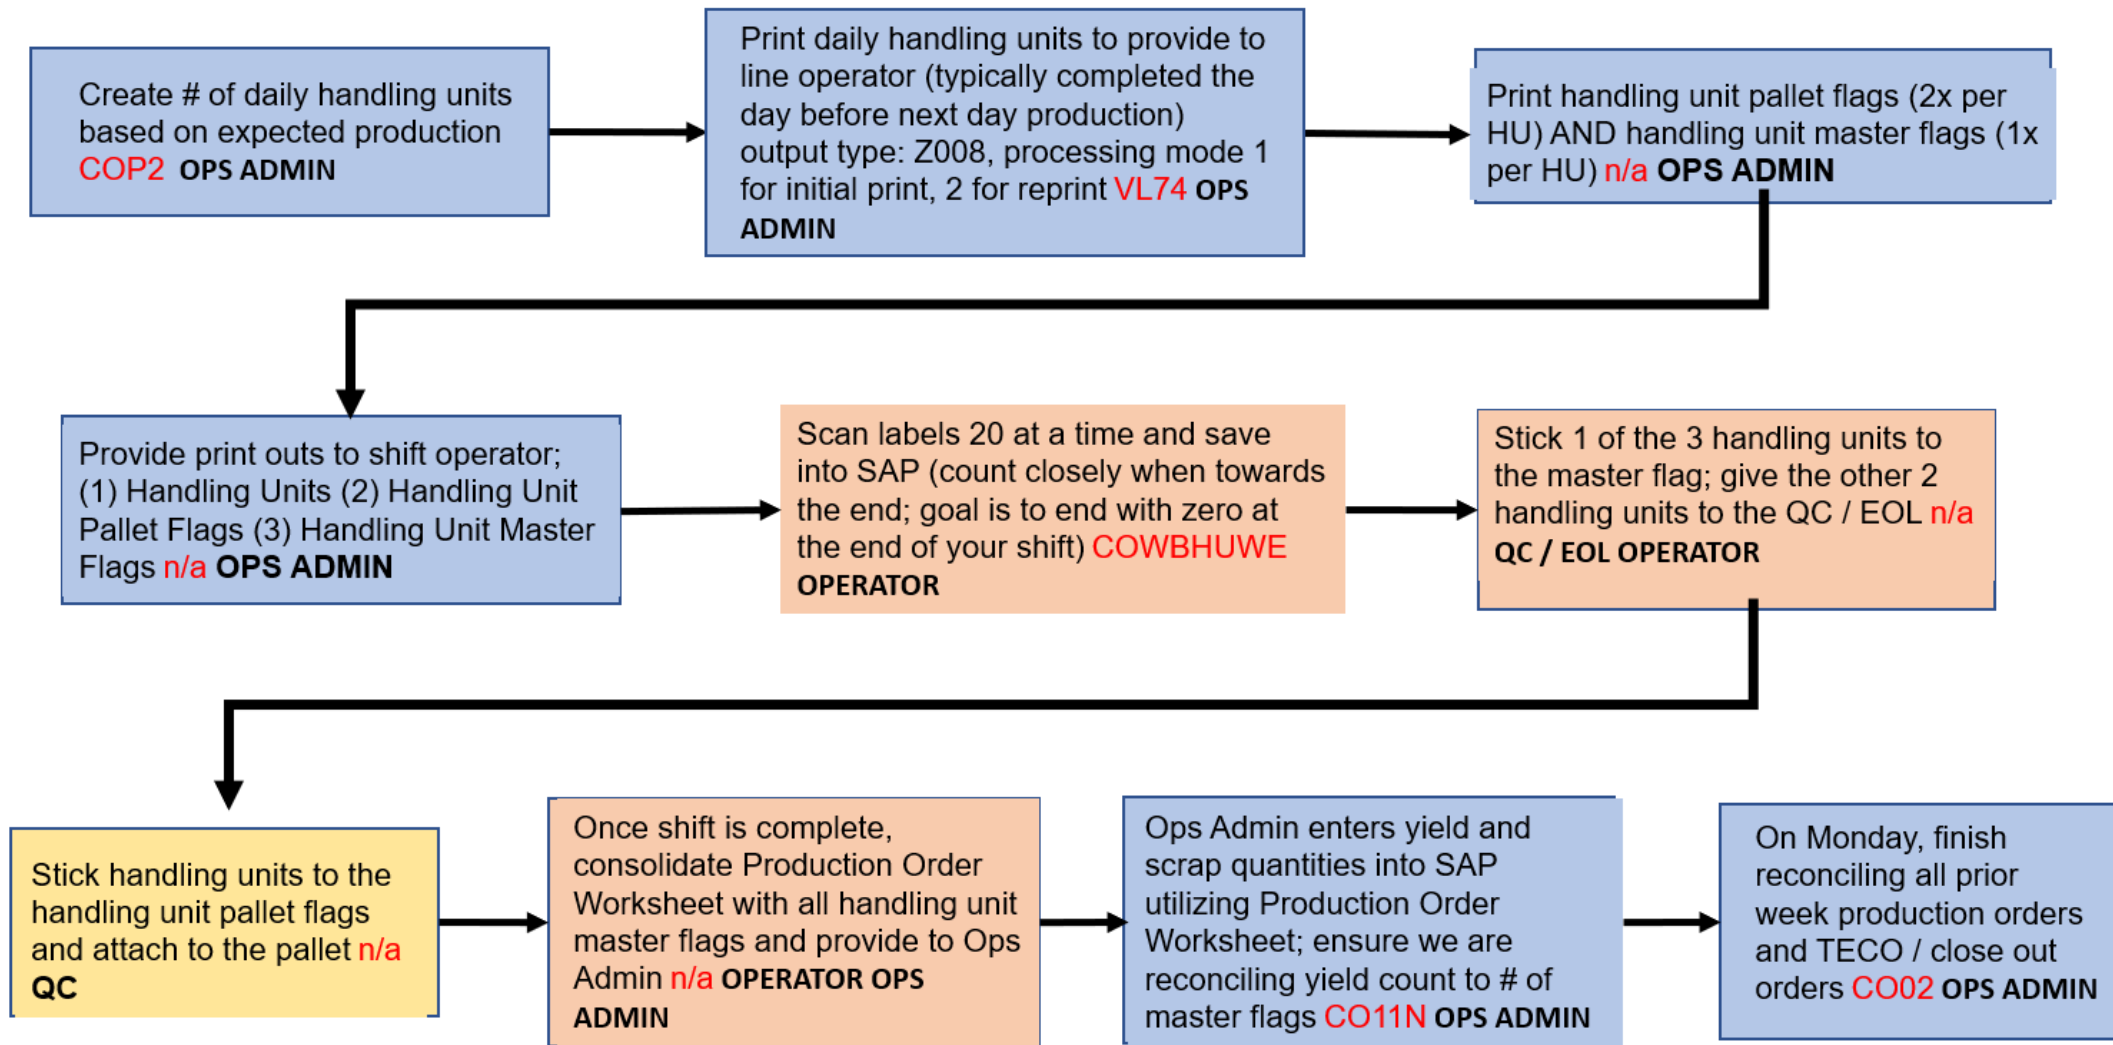 Create # of daily handling units
based on expected production
COP2 OPS ADMIN
Print daily handling units to provide to
line operator (typically completed the
day before next day production)
output type: Z008, processing mode 1
for initial print, 2 for reprint VL74 OPS
ADMIN
Print handling unit pallet flags (2x per
HU) AND handling unit master flags (1x
per HU) n/a OPS ADMIN
Provide print outs to shift operator;
(1) Handling Units (2) Handling Unit
Pallet Flags (3) Handling Unit Master
Flags n/a OPS ADMIN
Scan labels 20 at a time and save
into SAP (count closely when towards
the end; goal is to end with zero at
the end of your shift) COWBHUWE
OPERATOR
Stick 1 of the 3 handling units to
the master flag; give the other 2
handling units to the QC / EOL n/a
QC / EOL OPERATOR
Stick handling units to the
handling unit pallet flags
and attach to the pallet n/a
QC
Once shift is complete,
consolidate Production Order
Worksheet with all handling unit
master flags and provide to Ops
Admin n/a OPERATOR OPS
ADMIN
Ops Admin enters yield and
scrap quantities into SAP
utilizing Production Order
Worksheet; ensure we are
reconciling yield count to # of
master flags CO11N OPS ADMIN
On Monday, finish
reconciling all prior
week production orders
and TECO / close out
orders CO02 OPS ADMIN